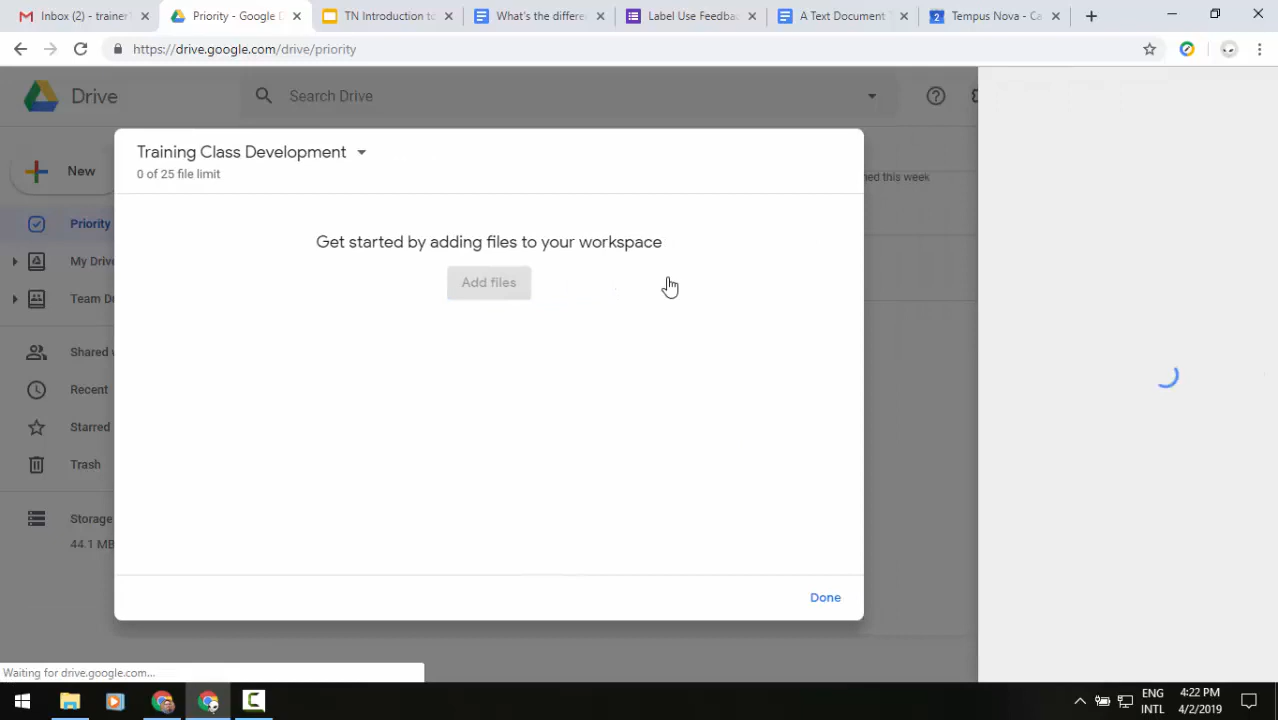 Inbox (2) - trainer1
Priority - Google D
TN Introduction to
What's the differe
Label Use Feedba
A Text Document T
Tempus Nova - Ca
https://drive.google.com/drive/priority
Drive
Search Drive
New
Training Class Development
0 of 25 file limit
ned this week
Priority
Get started by adding files to your workspace
My Drive
Add files
Team Dr
Shared w
Recent
Starred
Trash
Storage
44.1 MB
Done
Waiting for drive.google.com...
ENG
INTL
4:22 PM
4/2/2019